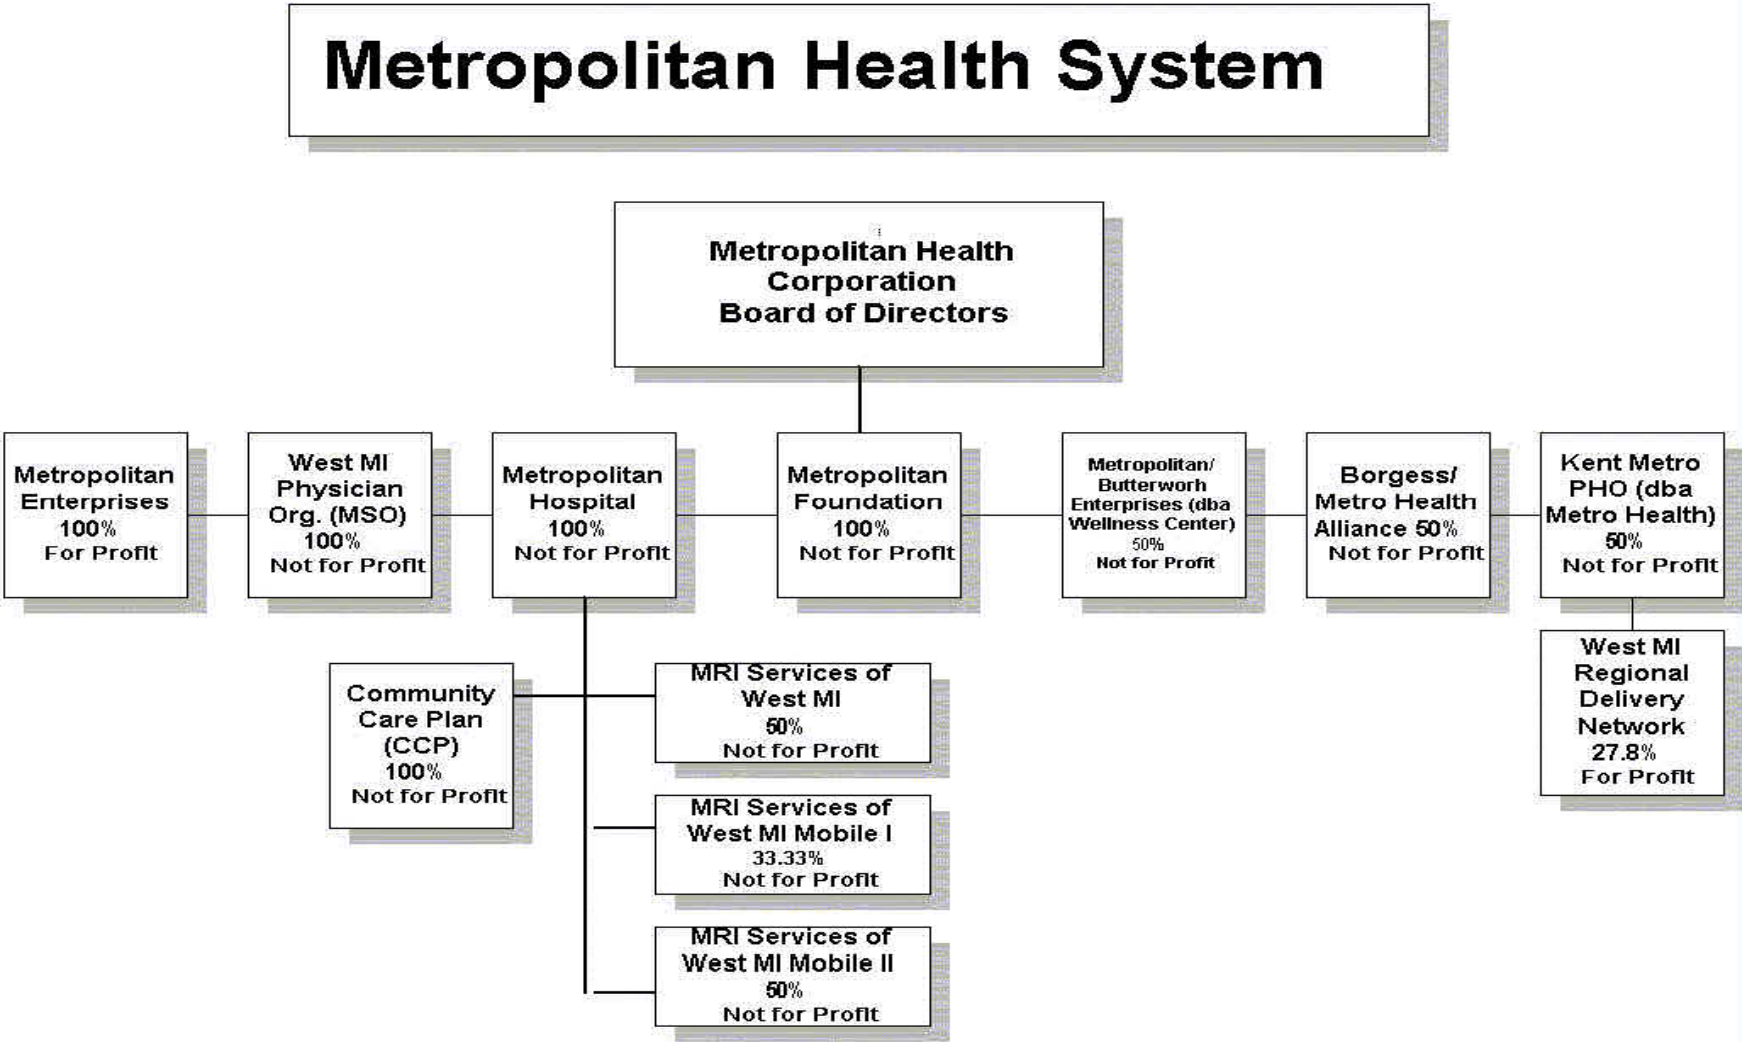 Metropolitan Health System
Metropolitan Health
Corporation
Board of Directors
Metropolitan
Enterprises
100%
For Profit
West MI
Physician
Org. (MSO)
100%
Not for Profit
Metropolitan
Hospital
100%
Not for Profit
Metropolitan
Foundation
100%
Not for Profit
Metropolitan/
Butterworh
Enterprises (dba
Wellness Center)
50%
Not for Profit
Borgess/
Metro Health
Alliance 50%
Not for Profit
Kent Metro
PHO (dba
Metro Health)
50%
Not for Profit
Community
Care Plan
(CCP)
100%
Not for Profit
MRI Services of
West MI
50%
Not for Profit
MRI Services of
West MI Mobile I
33.33%
Not for Profit
MRI Services of
West MI Mobile II
50%
Not for Profit
West MI
Regional
Delivery
Network
27.8%
For Profit